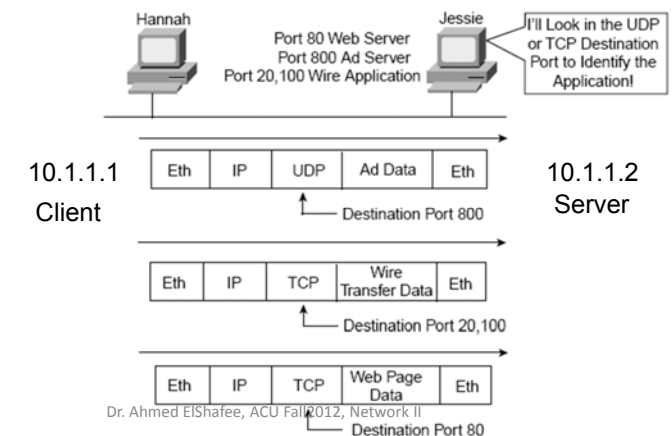 Hannah
Jessie
Port 80 Web Server
Port 800 Ad Server
Port 20,100 Wire Application
I'll Look in the UDP
or TCP Destination
Port to Identify the
Application!
10.1.1.1
Client
10.1.1.2
Server
Eth IP UDP Ad Data Eth
Destination Port 800
Eth IP TCP Wire
Transfer Data Eth
Destination Port 20,100
Eth IP TCP Web Page
Data Eth
Dr. Ahmed ElShafee, ACU Fall 2012, Network II
Destination Port 80